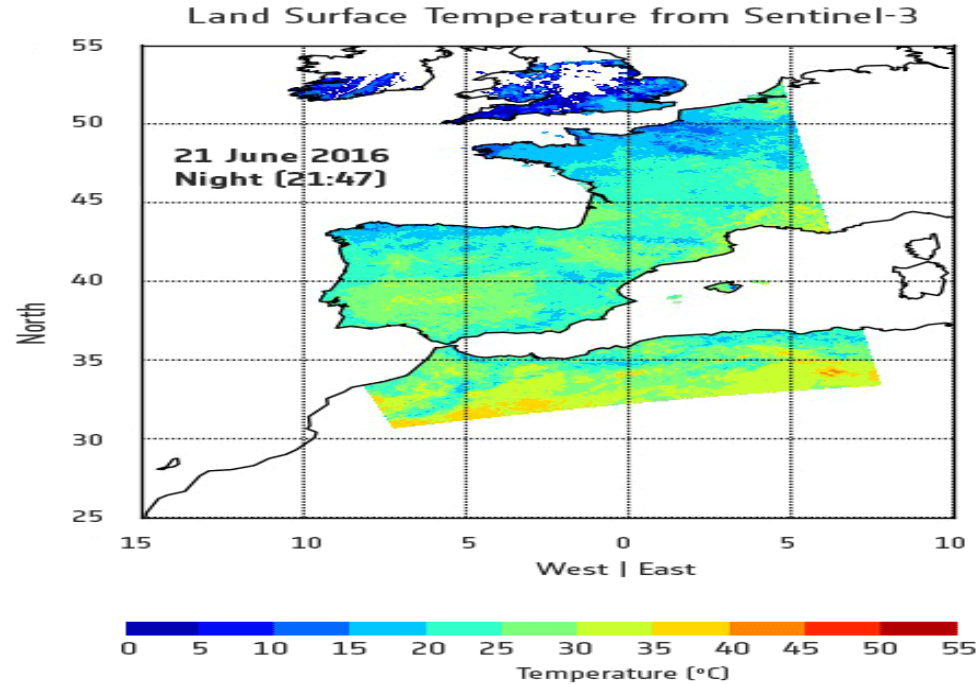 Land Surface Temperature from Sentinel-3
55
50
21 June 2016
Night (21:47)
45
40
North
35
30
25
15 10 5 0 5 10
West | East
0 5 10 15 20 25 30 35 40 45 50 55
Temperature (°C)